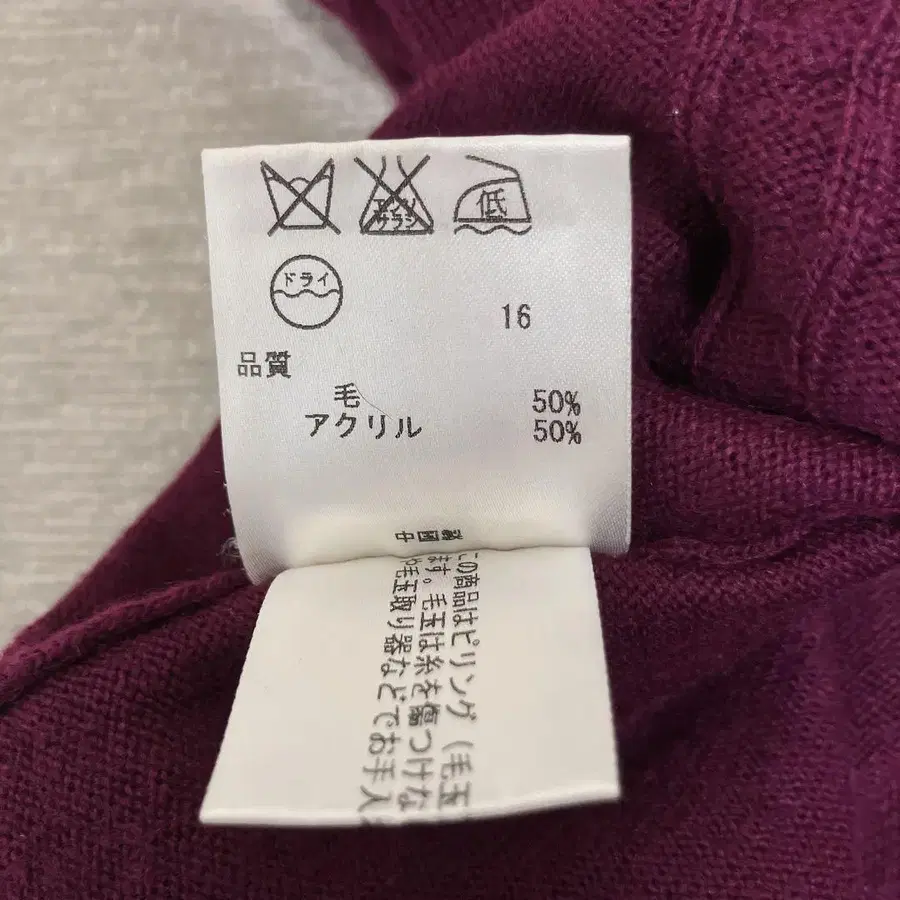 エンソ
サラシ
低
ドライ
16
品質
毛 50%
アクリル 50%
中国製
この商品はピリング（毛玉
ます。毛玉は糸を傷つけな
毛玉取り器などでお手入